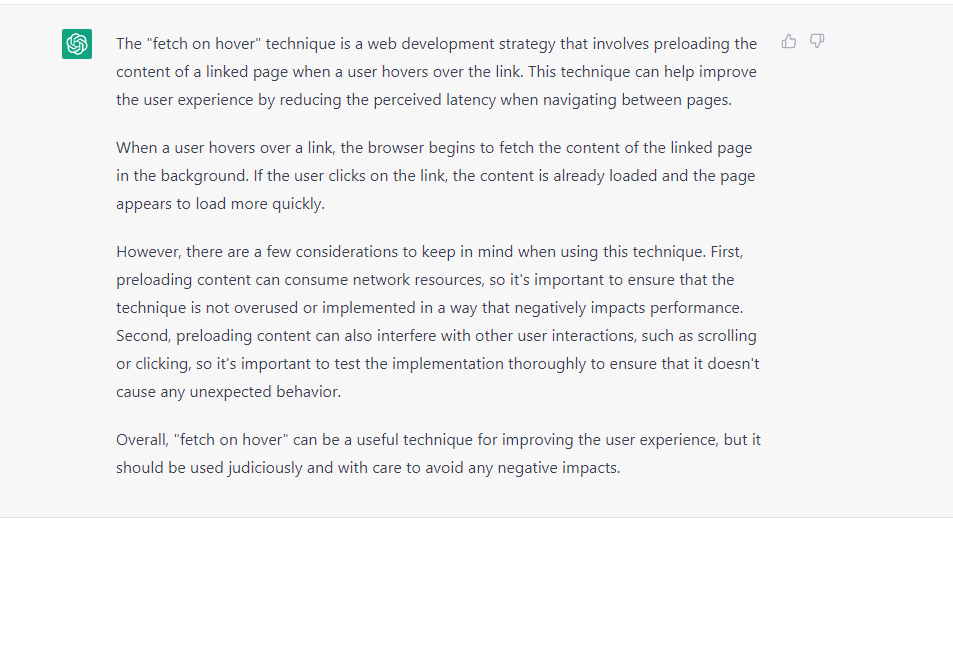 The "fetch on hover" technique is a web development strategy that involves preloading the
content of a linked page when a user hovers over the link. This technique can help improve
the user experience by reducing the perceived latency when navigating between pages.
When a user hovers over a link, the browser begins to fetch the content of the linked page
in the background. If the user clicks on the link, the content is already loaded and the page
appears to load more quickly.
However, there are a few considerations to keep in mind when using this technique. First,
preloading content can consume network resources, so it's important to ensure that the
technique is not overused or implemented in a way that negatively impacts performance.
Second, preloading content can also interfere with other user interactions, such as scrolling
or clicking, so it's important to test the implementation thoroughly to ensure that it doesn't
cause any unexpected behavior.
Overall, "fetch on hover" can be a useful technique for improving the user experience, but it
should be used judiciously and with care to avoid any negative impacts.